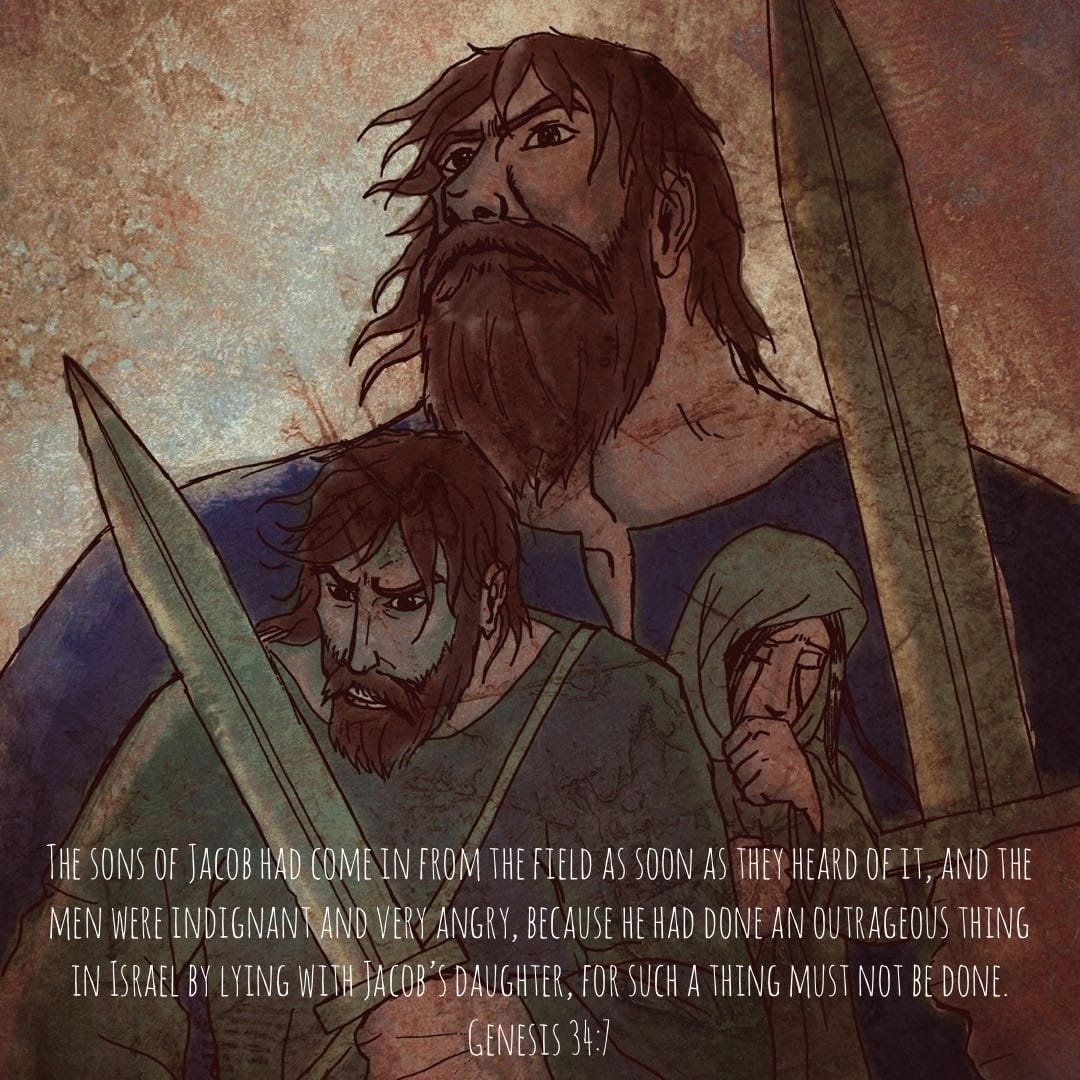 The sons of Jacob had come in from the field as soon as they heard of it, and the
men were indignant and very angry, because he had done an outrageous thing
in Israel by lying with Jacob's daughter, for such a thing must not be done.
Genesis 34:7